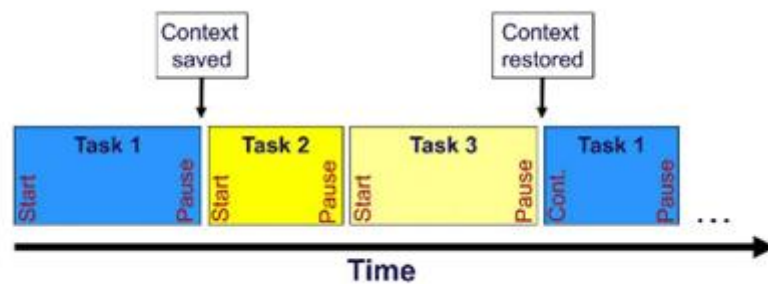 Context
saved
Context
restored
Task 1
Start
Pause
Task 2
Start
Pause
Task 3
Start
Pause
Task 1
Cont.
Pause
...
Time